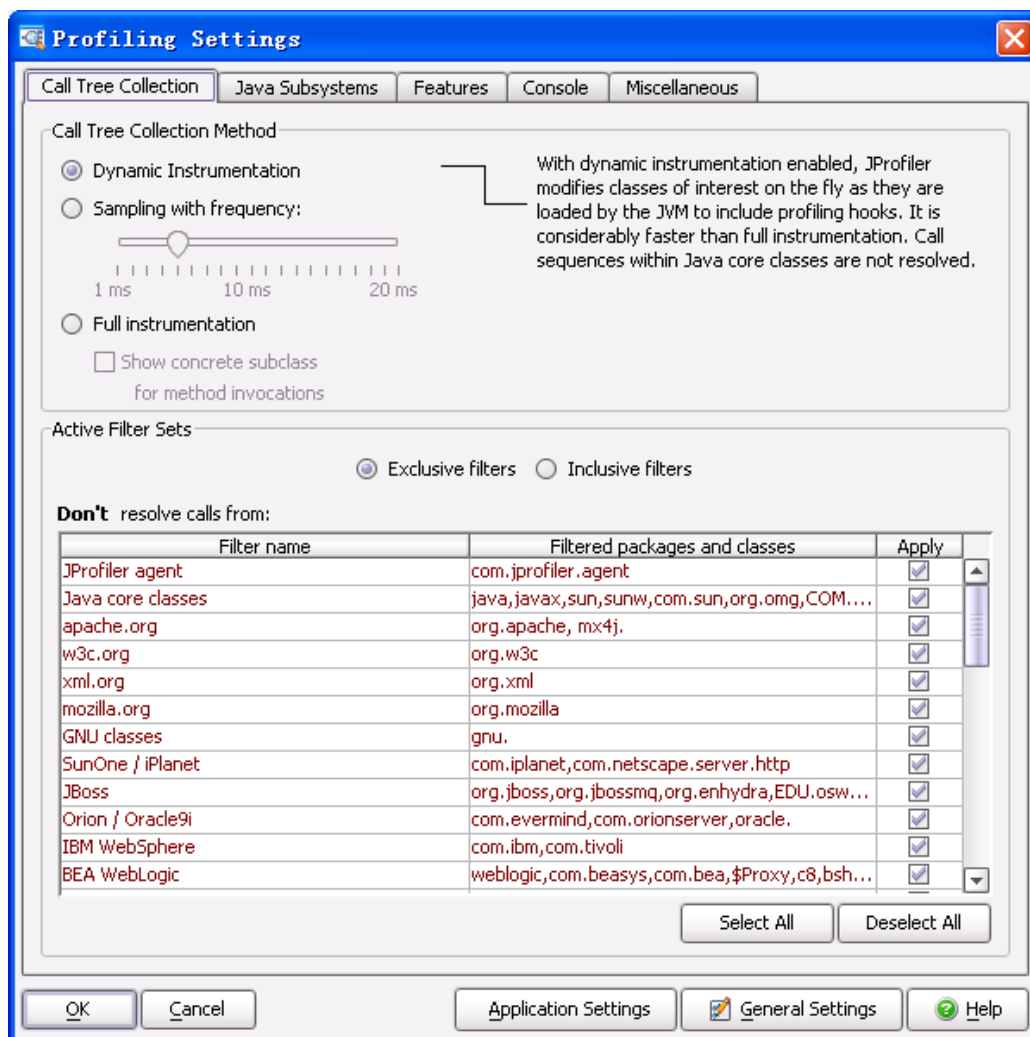 Profiling Settings
Call Tree Collection
Java Subsystems
Features
Console
Miscellaneous
Call Tree Collection Method
Dynamic Instrumentation
Sampling with frequency:
1 ms
10 ms
20 ms
Full instrumentation
Show concrete subclass
for method invocations
With dynamic instrumentation enabled, JProfiler
modifies classes of interest on the fly as they are
loaded by the JVM to include profiling hooks. It is
considerably faster than full instrumentation. Call
sequences within Java core classes are not resolved.
Active Filter Sets
Exclusive filters
Inclusive filters
Don't resolve calls from:
Filter name Filtered packages and classes Apply
JProfiler agent com.jprofiler.agent
Java core classes java,javax,sun,sunw,com.sun,org.omg,COM....
apache.org org.apache, mx4j.
w3c.org org.w3c
xml.org org.xml
mozilla.org org.mozilla
GNU classes gnu.
SunOne / iPlanet com.iplanet,com.netscape.server.http
JBoss org.jboss,org.jbossmq,org.enhydra,EDU.osw...
Orion / Oracle9i com.evermind,com.orionserver,oracle.
IBM WebSphere com.ibm,com.tivoli
BEA WebLogic weblogic,com.beasys,com.bea,$Proxy,c8,bsh...
Select All
Deselect All
OK
Cancel
Application Settings
General Settings
Help